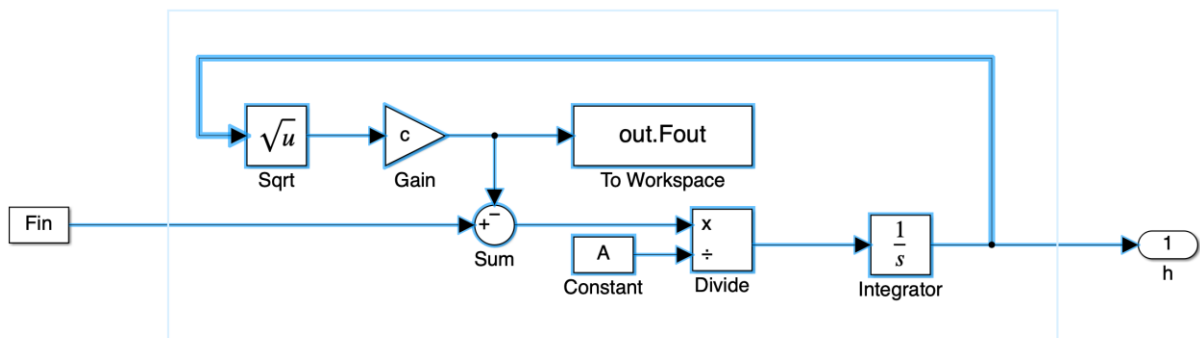 √u
c
out.Fout
Sqrt
Gain
To Workspace
Fin
+
−
x
÷
A
1
s
1
Sum
Constant
Divide
Integrator
h